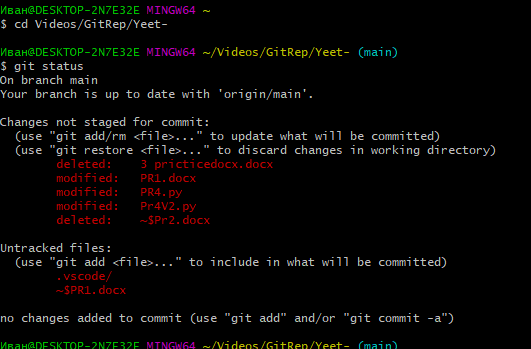 Иван@DESKTOP-2N7E32E MINGW64 ~
$ cd Videos/GitRep/Yeet-
Иван@DESKTOP-2N7E32E MINGW64 ~/Videos/GitRep/Yeet- (main)
$ git status
On branch main
Your branch is up to date with 'origin/main'.
Changes not staged for commit:
(use "git add/rm <file>..." to update what will be committed)
(use "git restore <file>..." to discard changes in working directory)
deleted: 3 pricticedocx.docx
modified: PR1.docx
modified: PR4.py
modified: Pr4V2.py
deleted: ~$Pr2.docx
Untracked files:
(use "git add <file>..." to include in what will be committed)
.vscode/
~$PR1.docx
no changes added to commit (use "git add" and/or "git commit -a")
Иван@DESKTOP-2N7E32E MINGW64 ~/Videos/GitRep/Yeet- (main)